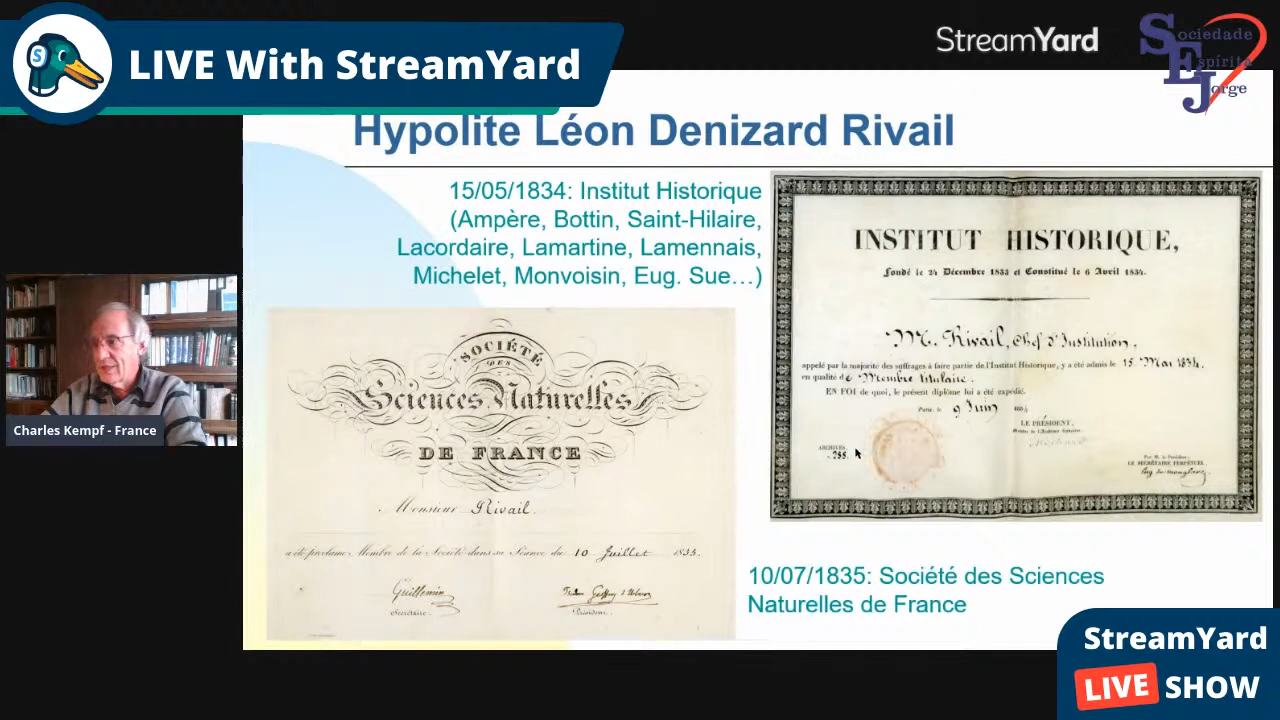 LIVE With StreamYard
StreamYard
Sociedade
Espírita
Jorge
Hypolite Léon Denizard Rivail
15/05/1834: Institut Historique
(Ampère, Bottin, Saint-Hilaire,
Lacordaire, Lamartine, Lamennais,
Michelet, Monvoisin, Eug. Sue…)
INSTITUT HISTORIQUE,
Fondé le 24 Décembre 1833 et Constitué le 6 Avril 1834.
M. Rivail, Chef d'Institution,
appelé par la majorité des suffrages à faire partie de l'Institut Historique, y a été admis le 15 Mai 1834.
en qualité de Membre titulaire.
EN FOI de quoi, le présent diplôme lui a été expédié.
Paris, le 9 Juin 1834
LE PRÉSIDENT,
ARCHIVES,
288.
LE SECRÉTAIRE PERPÉTUEL,
SOCIÉTÉ
DES
Sciences Naturelles
DE FRANCE
Monsieur Rivail.
a été proclamé Membre de la Société dans sa Séance du 10 Juillet 1835.
Guillemin
Secrétaire.
Président.
10/07/1835: Société des Sciences
Naturelles de France
Charles Kempf - France
StreamYard
LIVE SHOW